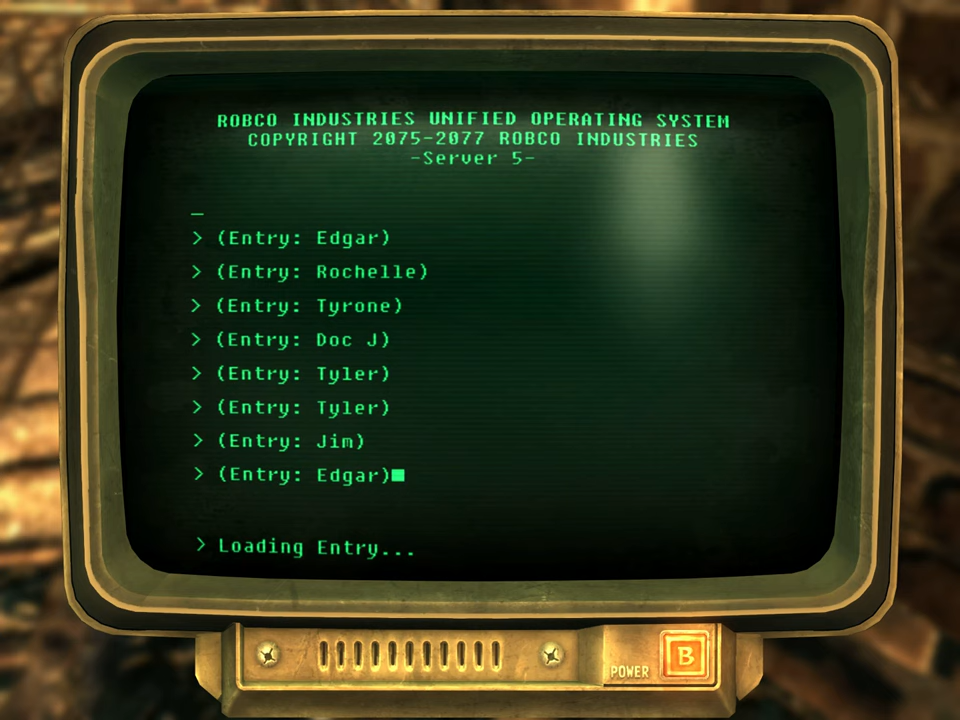 ROBCO INDUSTRIES UNIFIED OPERATING SYSTEM
COPYRIGHT 2075-2077 ROBCO INDUSTRIES
-Server 5-
_
> (Entry: Edgar)
> (Entry: Rochelle)
> (Entry: Tyrone)
> (Entry: Doc J)
> (Entry: Tyler)
> (Entry: Tyler)
> (Entry: Jim)
> (Entry: Edgar)■
> Loading Entry...
POWER B